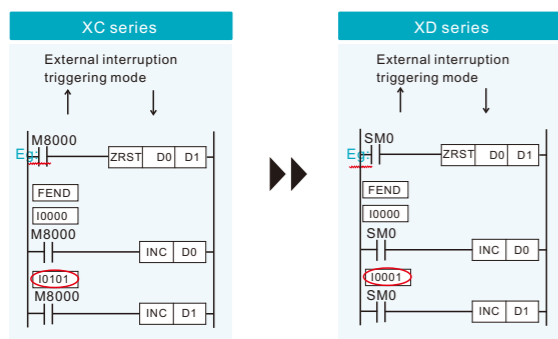 XC series
External interruption
triggering mode
M8000
Eg:
ZRST D0 D1
FEND
I0000
M8000
INC D0
I0101
M8000
INC D1
XD series
External interruption
triggering mode
SM0
Eg:
ZRST D0 D1
FEND
I0000
SM0
INC D0
I0001
SM0
INC D1